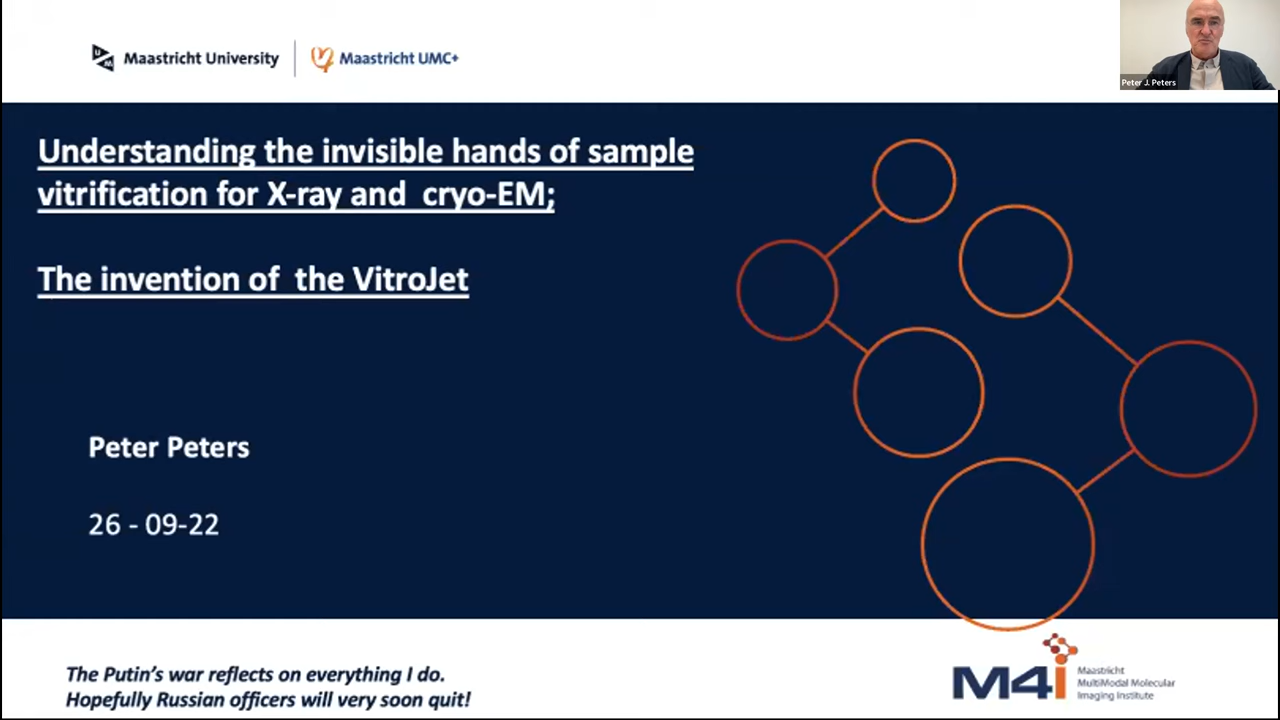 Maastricht University
Maastricht UMC+
Peter J. Peters
Understanding the invisible hands of sample
vitrification for X-ray and cryo-EM;
The invention of the VitroJet
Peter Peters
26 - 09-22
The Putin's war reflects on everything I do.
Hopefully Russian officers will very soon quit!
M4i
Maastricht
MultiModal Molecular
Imaging Institute